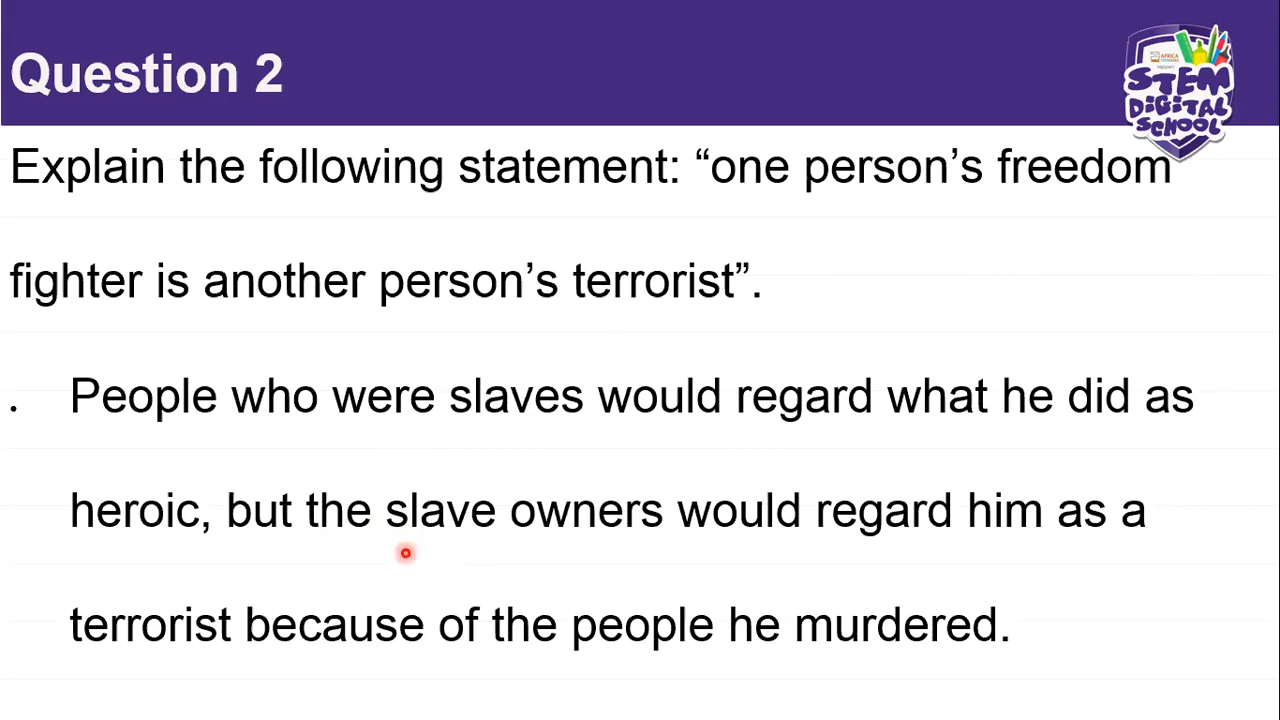 Question 2
STEM
DIGITAL
SCHOOL
Explain the following statement: “one person’s freedom
fighter is another person’s terrorist”.
. People who were slaves would regard what he did as
heroic, but the slave owners would regard him as a
terrorist because of the people he murdered.